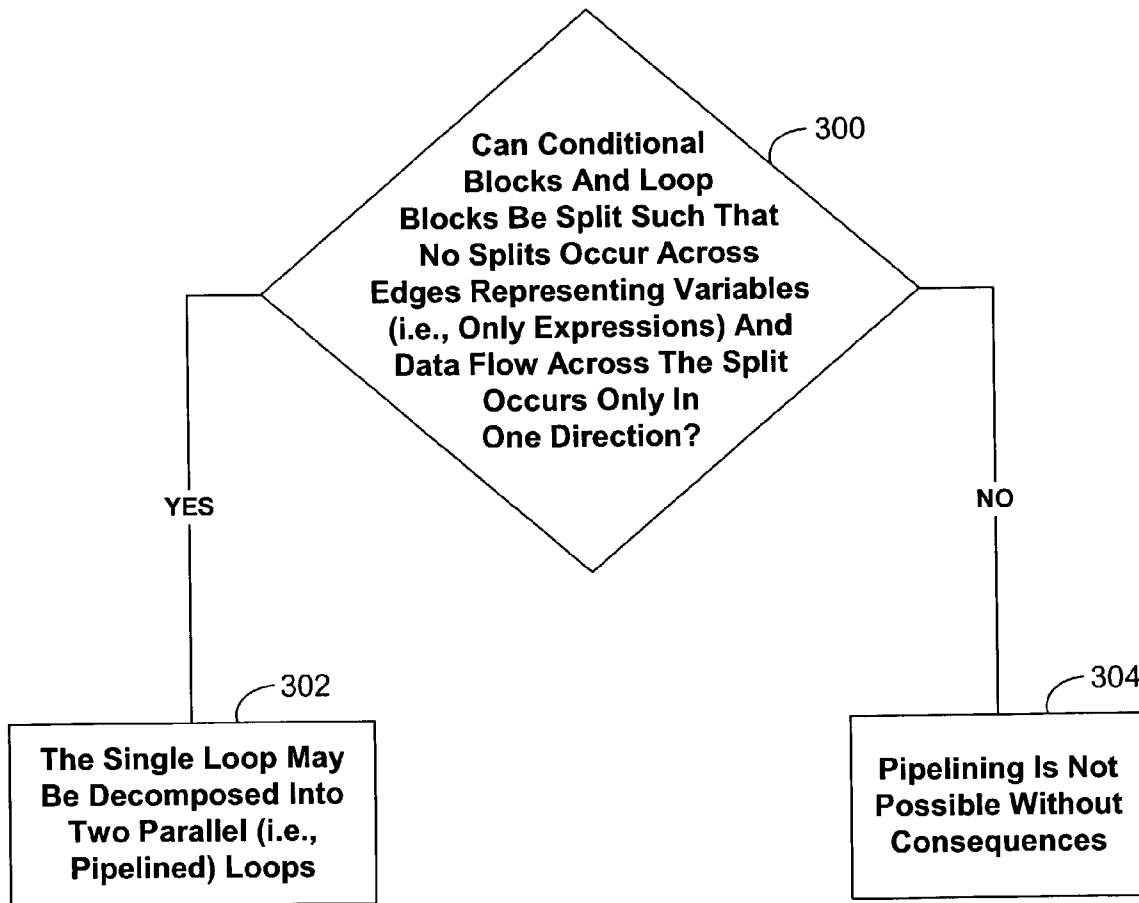 Can Conditional
Blocks And Loop
Blocks Be Split Such That
No Splits Occur Across
Edges Representing Variables
(i.e., Only Expressions) And
Data Flow Across The Split
Occurs Only In
One Direction?
300
YES
NO
302
The Single Loop May
Be Decomposed Into
Two Parallel (i.e.,
Pipelined) Loops
304
Pipelining Is Not
Possible Without
Consequences